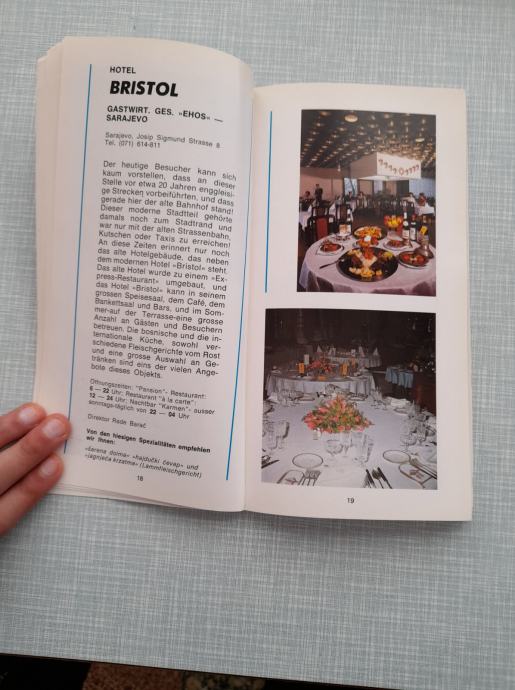 HOTEL
BRISTOL
GASTWIRT. GES. »EHOS« —
SARAJEVO
Sarajevo, Josip Sigmund Strasse 8
Tel. (071) 614-811
Der heutige Besucher kann sich
kaum vorstellen, dass an dieser
Stelle vor etwa 20 Jahren engglei-
sige Strecken vorbeiführten, und dass
gerade hier der alte Bahnhof stand!
Dieser moderne Stadtteil gehörte
damals noch zum Stadtrand und
war nur mit der alten Strassenbahn,
Kutschen oder Taxis zu erreichen!
An diese Zeiten erinnert nur noch
das alte Hotelgebäude, das neben
dem modernen Hotel »Bristol« steht.
Das alte Hotel wurde zu einem »Ex-
press-Restaurant« umgebaut, und
das Hotel »Bristol« kann in seinem
grossen Speisesaal, dem Café, dem
Bankettsaal und Bars, und im Som-
mer-auf der Terrasse-eine grosse
Anzahl an Gästen und Besuchern
betreuen. Die bosnische und die in-
ternationale Küche, sowohl ver-
schiedene Fleischgerichte vom Rost
und eine grosse Auswahl an Ge-
tränken sind eins der vielen Ange-
bote dieses Objekts.
Öffnungszeiten: "Pansion"- Restaurant:
6 — 22 Uhr; Restaurant "à la carte":
12 — 24 Uhr; Nachtbar "Karmen"- ausser
sonntags-täglich von 22 — 04 Uhr
Direktor Rade Barać
Von den hiesigen Spezialitäten empfehlen
wir Ihnen:
»šarena dolma« »hajdučki ćevap« und
»jagnjeća krzatma« (Lammfleischgericht)
18
19